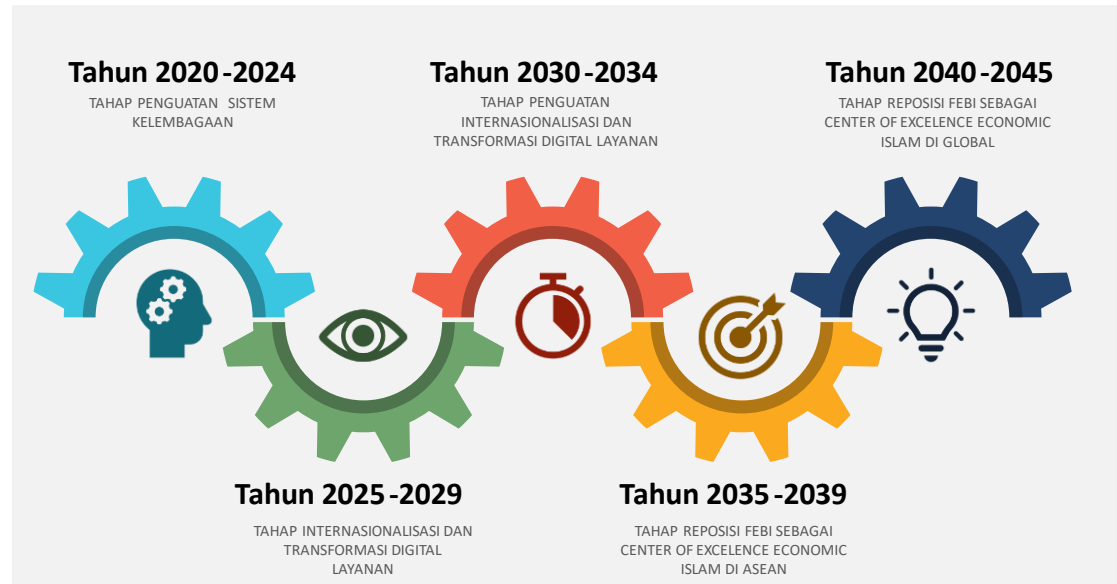 Tahun 2020 -2024
TAHAP PENGUATAN SISTEM
KELEMBAGAAN
Tahun 2030 -2034
TAHAP PENGUATAN
INTERNASIONALISASI DAN
TRANSFORMASI DIGITAL LAYANAN
Tahun 2040 -2045
TAHAP REPOSISI FEBI SEBAGAI
CENTER OF EXCELENCE ECONOMIC
ISLAM DI GLOBAL
Tahun 2025 -2029
TAHAP INTERNASIONALISASI DAN
TRANSFORMASI DIGITAL
LAYANAN
Tahun 2035 -2039
TAHAP REPOSISI FEBI SEBAGAI
CENTER OF EXCELENCE ECONOMIC
ISLAM DI ASEAN